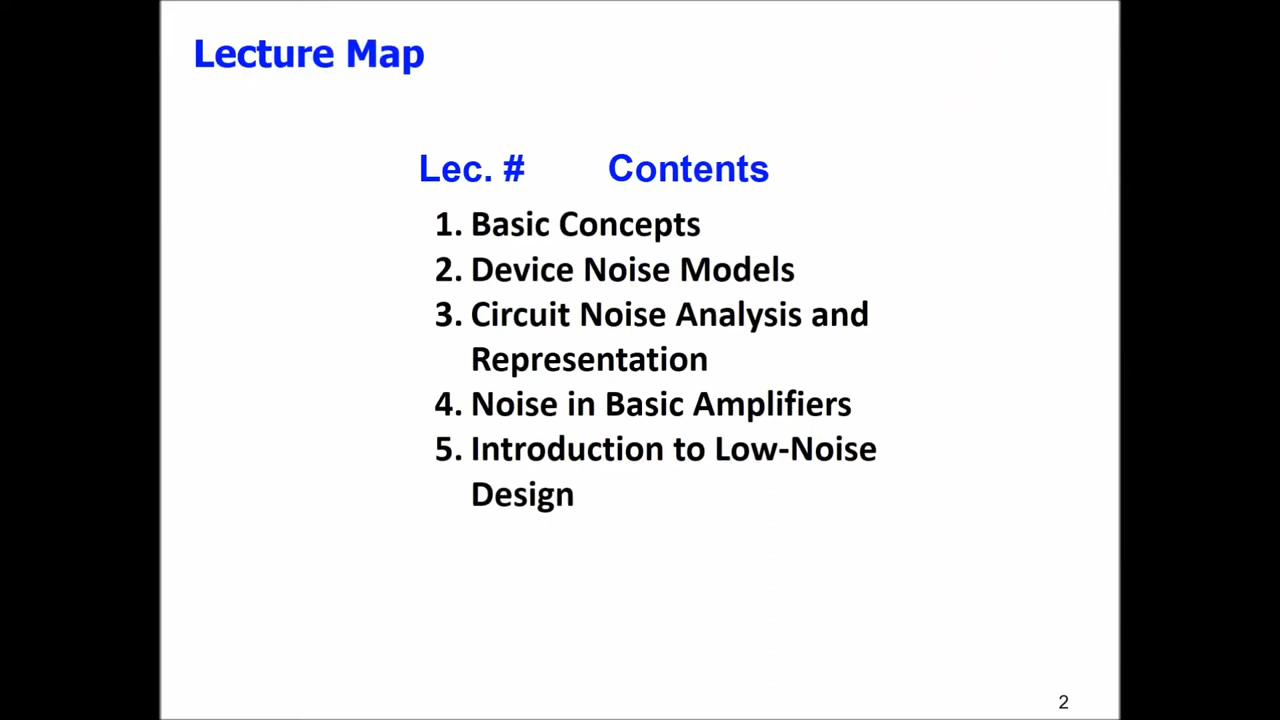 Lecture Map
Lec. # Contents
1. Basic Concepts
2. Device Noise Models
3. Circuit Noise Analysis and
Representation
4. Noise in Basic Amplifiers
5. Introduction to Low-Noise
Design
2